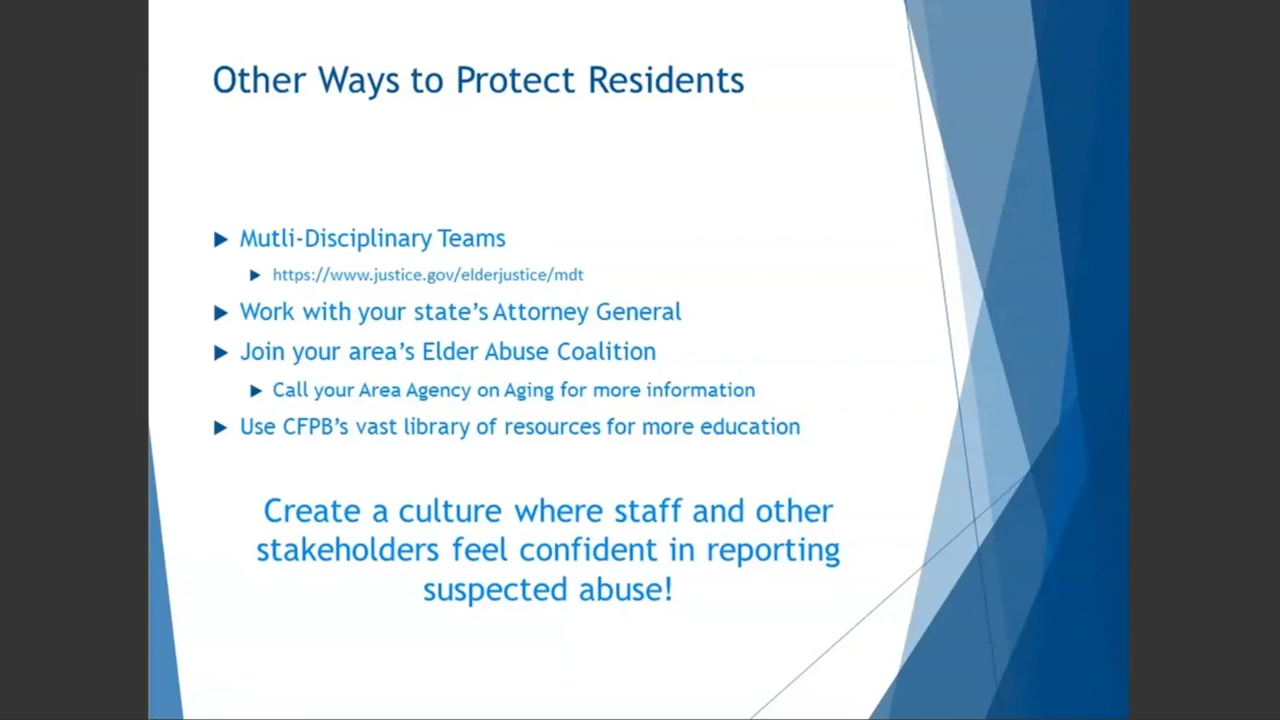 Other Ways to Protect Residents
Mutli-Disciplinary Teams
https://www.justice.gov/elderjustice/mdt
Work with your state's Attorney General
Join your area's Elder Abuse Coalition
Call your Area Agency on Aging for more information
Use CFPB's vast library of resources for more education
Create a culture where staff and other
stakeholders feel confident in reporting
suspected abuse!